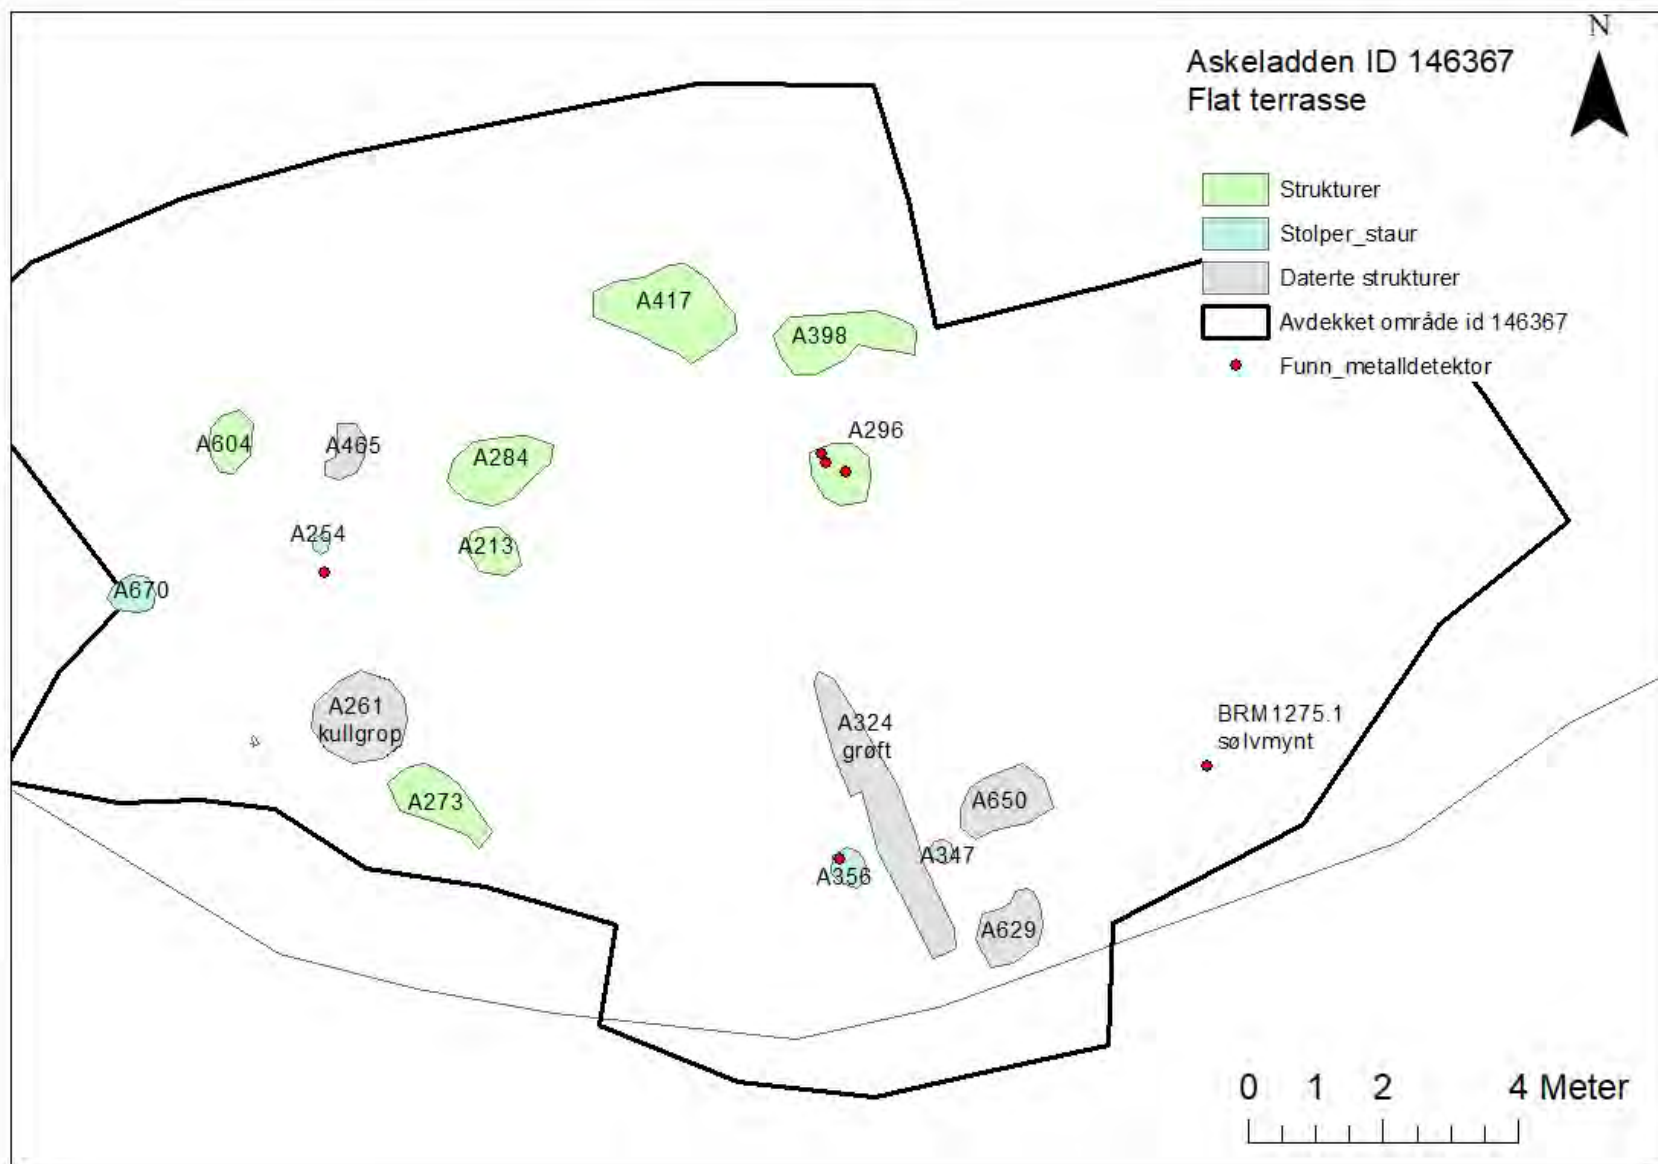 N
Askeladden ID 146367
Flat terrasse
Strukturer
Stolper_staur
Daterte strukturer
Avdekket område id 146367
Funn_metalldetektor
A417
A398
A604
A465
A284
A296
A254
A213
A670
A261
kullgrop
A324
grøft
BRM1275.1
sølvmynt
A273
A650
A347
A356
A629
0 1 2 4 Meter